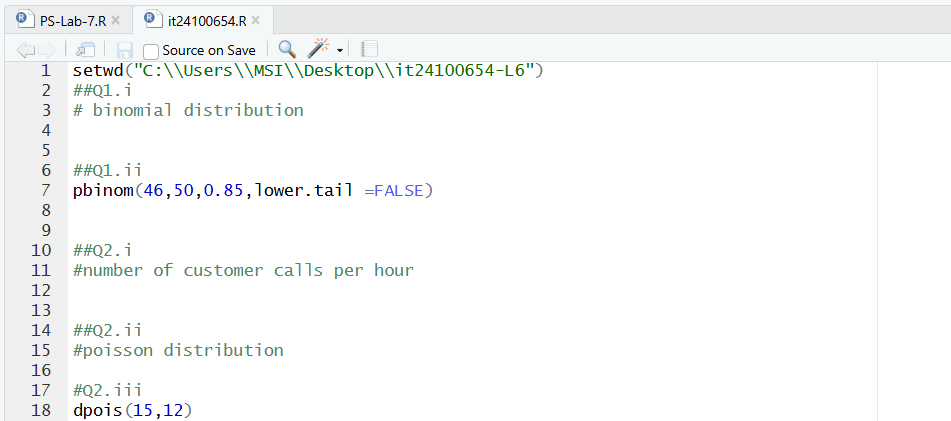 PS-Lab-7.R
it24100654.R
Source on Save
1 setwd("C:\\Users\\MSI\\Desktop\\it24100654-L6")
2 ##Q1.i
3 # binomial distribution
4
5
6 ##Q1.ii
7 pbinom(46,50,0.85,lower.tail =FALSE)
8
9
10 ##Q2.i
11 #number of customer calls per hour
12
13
14 ##Q2.ii
15 #poisson distribution
16
17 #Q2.iii
18 dpois(15,12)